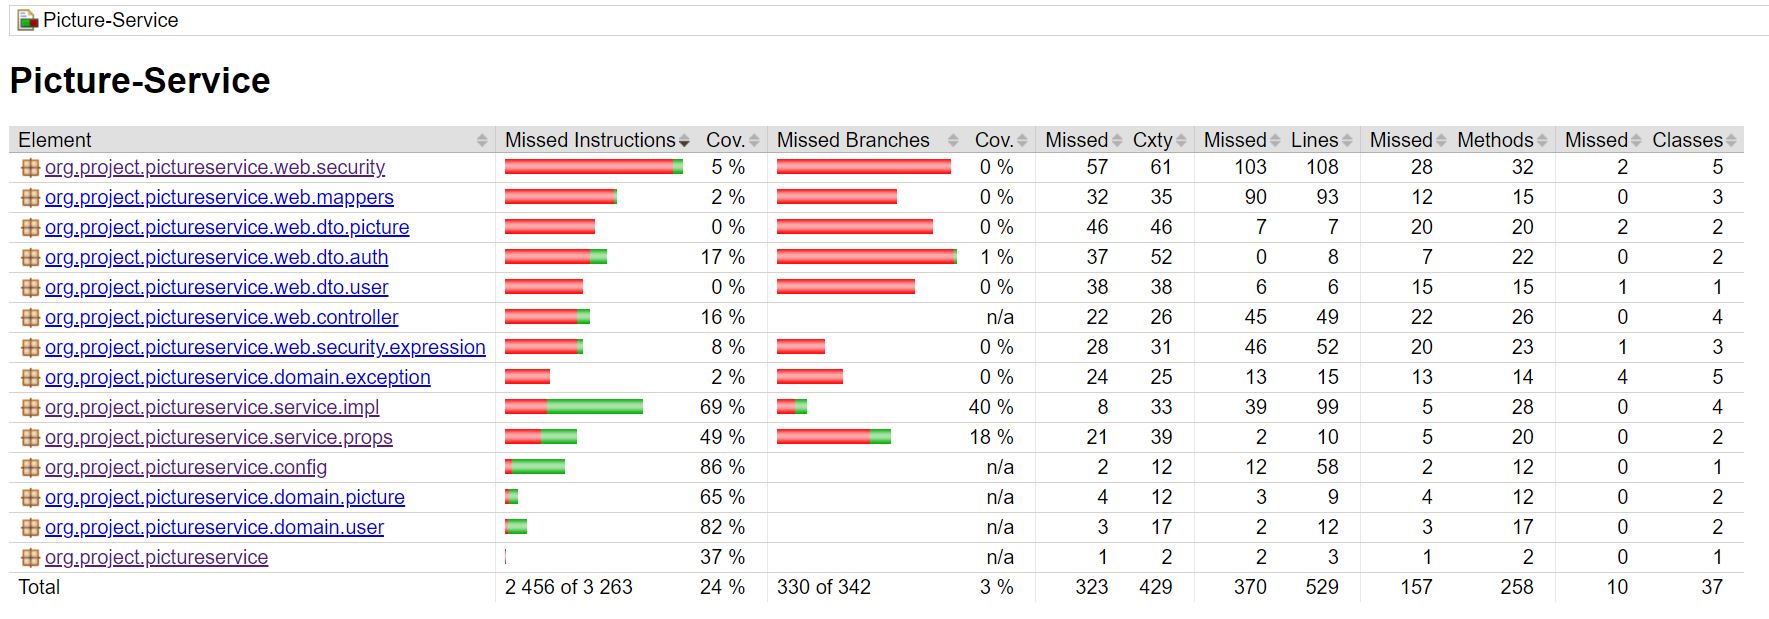 Picture-Service
Picture-Service
Element Missed Instructions Cov. Missed Branches Cov. Missed Cxty Missed Lines Missed Methods Missed Classes
org.project.pictureservice.web.security 5 % 0 % 57 61 103 108 28 32 2 5
org.project.pictureservice.web.mappers 2 % 0 % 32 35 90 93 12 15 0 3
org.project.pictureservice.web.dto.picture 0 % 0 % 46 46 7 7 20 20 2 2
org.project.pictureservice.web.dto.auth 17 % 1 % 37 52 0 8 7 22 0 2
org.project.pictureservice.web.dto.user 0 % 0 % 38 38 6 6 15 15 1 1
org.project.pictureservice.web.controller 16 % n/a 22 26 45 49 22 26 0 4
org.project.pictureservice.web.security.expression 8 % 0 % 28 31 46 52 20 23 1 3
org.project.pictureservice.domain.exception 2 % 0 % 24 25 13 15 13 14 4 5
org.project.pictureservice.service.impl 69 % 40 % 8 33 39 99 5 28 0 4
org.project.pictureservice.service.props 49 % 18 % 21 39 2 10 5 20 0 2
org.project.pictureservice.config 86 % n/a 2 12 12 58 2 12 0 1
org.project.pictureservice.domain.picture 65 % n/a 4 12 3 9 4 12 0 2
org.project.pictureservice.domain.user 82 % n/a 3 17 2 12 3 17 0 2
org.project.pictureservice 37 % n/a 1 2 2 3 1 2 0 1
Total 2 456 of 3 263 24 % 330 of 342 3 % 323 429 370 529 157 258 10 37